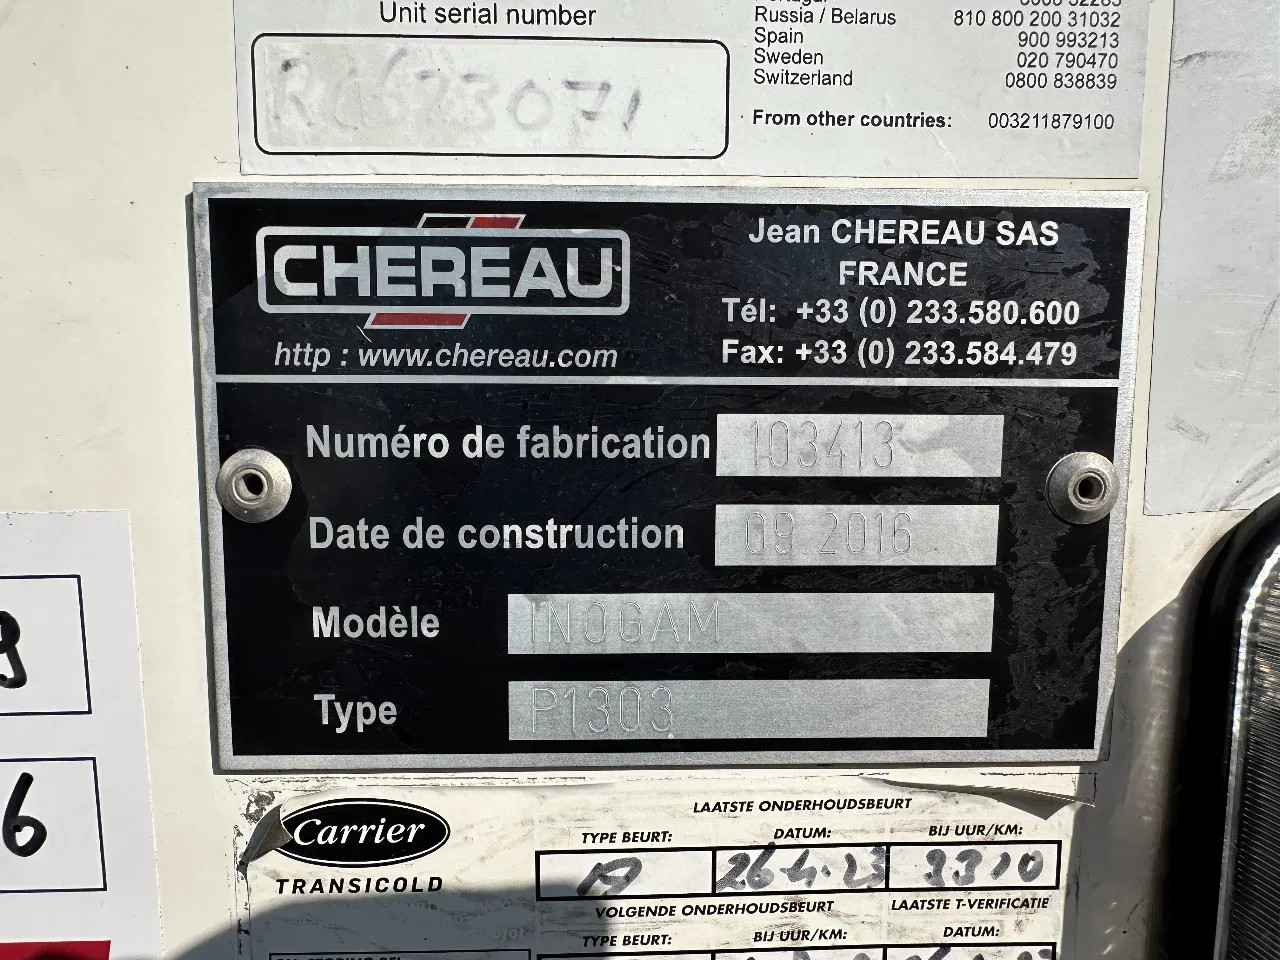 Unit serial number
Russia / Belarus 810 800 200 31032
Spain 900 993213
Sweden 020 790470
Switzerland 0800 838839
From other countries: 003211879100
CHEREAU
http : www.chereau.com
Jean CHEREAU SAS
FRANCE
Tél: +33 (0) 233.580.600
Fax: +33 (0) 233.584.479
Numéro de fabrication 103413
Date de construction 09 2016
Modèle INOGAM
Type P1303
6
Carrier
TRANSICOLD
LAATSTE ONDERHOUDSBEURT
TYPE BEURT: DATUM: BIJ UUR/KM:
26-4-23 3310
VOLGENDE ONDERHOUDSBEURT LAATSTE T-VERIFICATIE
TYPE BEURT: BIJ UUR/KM: DATUM: